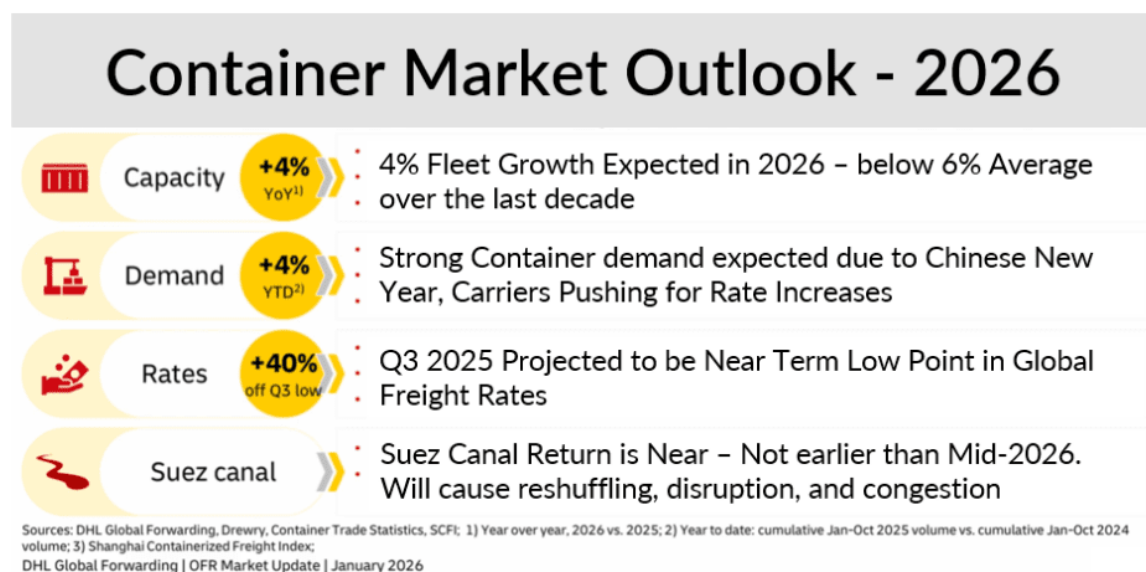 Container Market Outlook - 2026
Capacity
+4%
YoY1)
4% Fleet Growth Expected in 2026 – below 6% Average
over the last decade
Demand
+4%
YTD2)
Strong Container demand expected due to Chinese New
Year, Carriers Pushing for Rate Increases
Rates
+40%
off Q3 low
Q3 2025 Projected to be Near Term Low Point in Global
Freight Rates
Suez canal
Suez Canal Return is Near – Not earlier than Mid-2026.
Will cause reshuffling, disruption, and congestion
Sources: DHL Global Forwarding, Drewry, Container Trade Statistics, SCFI; 1) Year over year, 2026 vs. 2025; 2) Year to date: cumulative Jan-Oct 2025 volume vs. cumulative Jan-Oct 2024
volume; 3) Shanghai Containerized Freight Index;
DHL Global Forwarding | OFR Market Update | January 2026